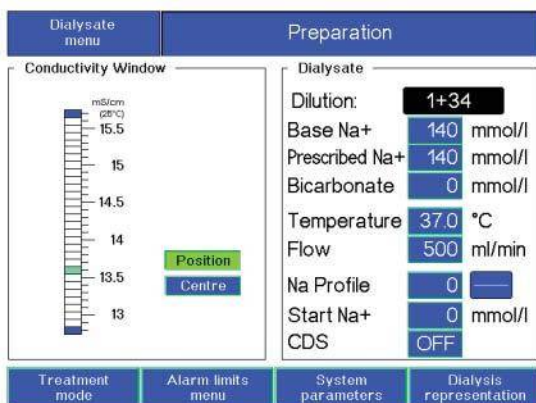 Dialysate
menu
Preparation
Conductivity Window
mS/cm
(25°C)
15.5
15
14.5
14
13.5
13
Position
Centre
Dialysate
Dilution: 1+34
Base Na+ 140 mmol/l
Prescribed Na+ 140 mmol/l
Bicarbonate 0 mmol/l
Temperature 37.0 °C
Flow 500 ml/min
Na Profile 0
Start Na+ 0 mmol/l
CDS OFF
Treatment
mode
Alarm limits
menu
System
parameters
Dialysis
representation